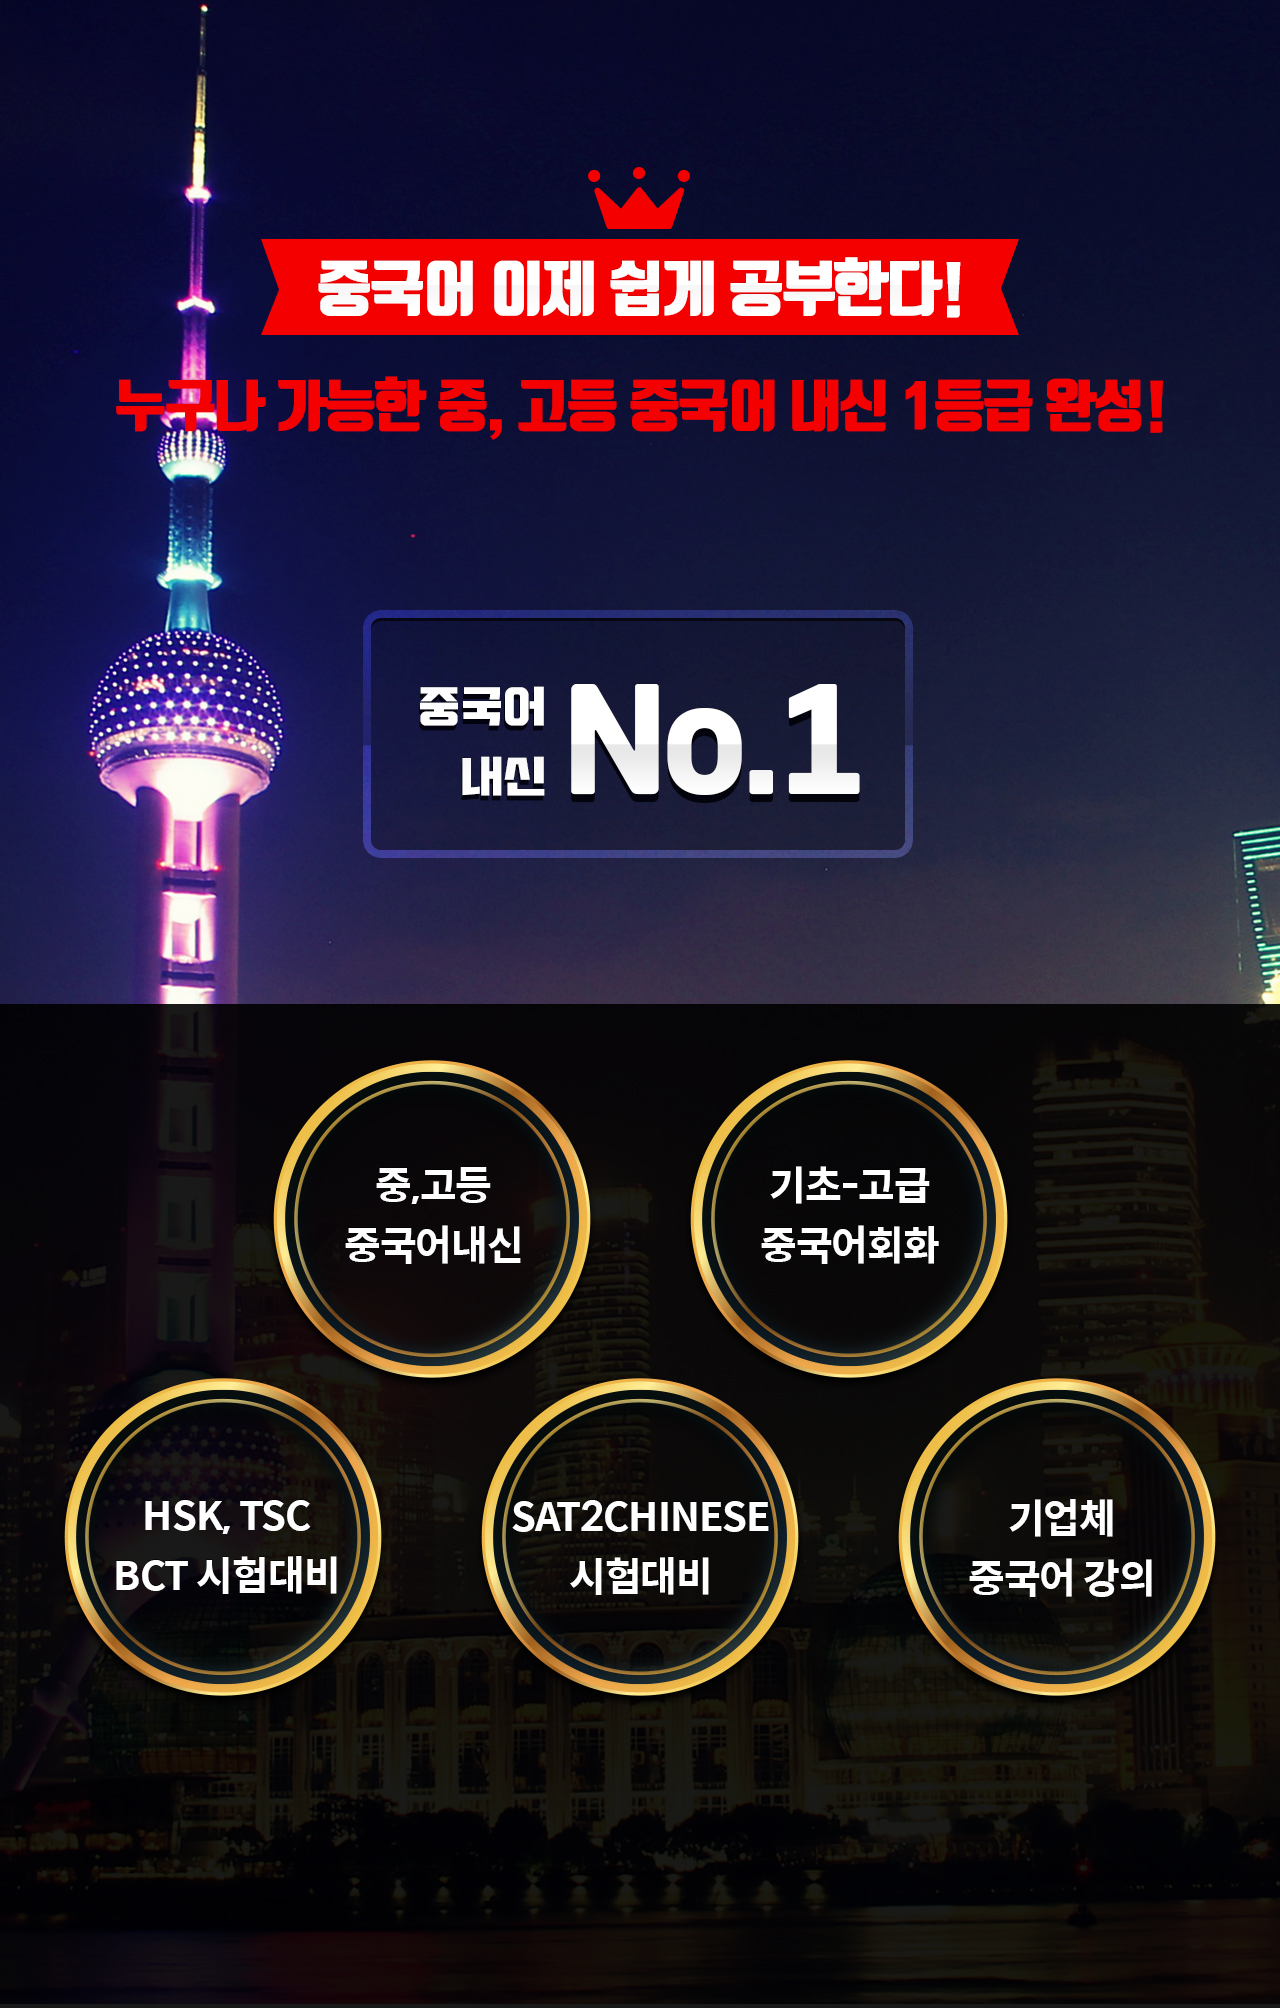 중국어 이제 쉽게 공부한다!
누구나 가능한 중, 고등 중국어 내신 1등급 완성!
중국어
내신
No.1
중,고등
중국어내신
기초-고급
중국어회화
HSK, TSC
BCT 시험대비
SAT2CHINESE
시험대비
기업체
중국어 강의